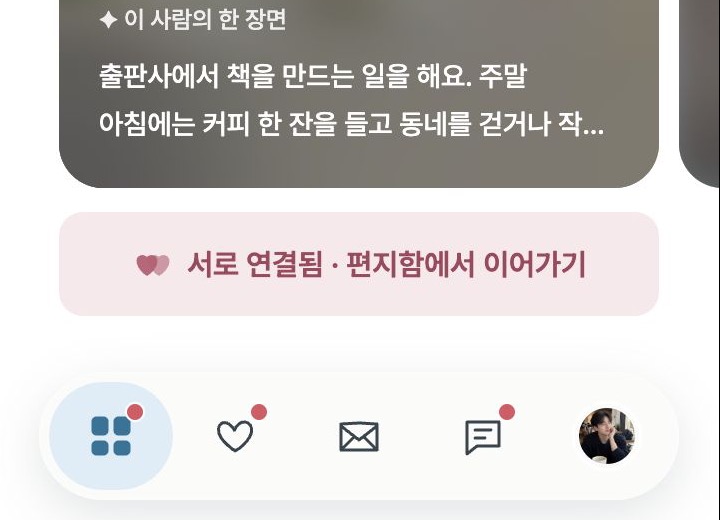 이 사람의 한 장면
출판사에서 책을 만드는 일을 해요. 주말
아침에는 커피 한 잔을 들고 동네를 걷거나 작...
서로 연결됨 · 편지함에서 이어가기